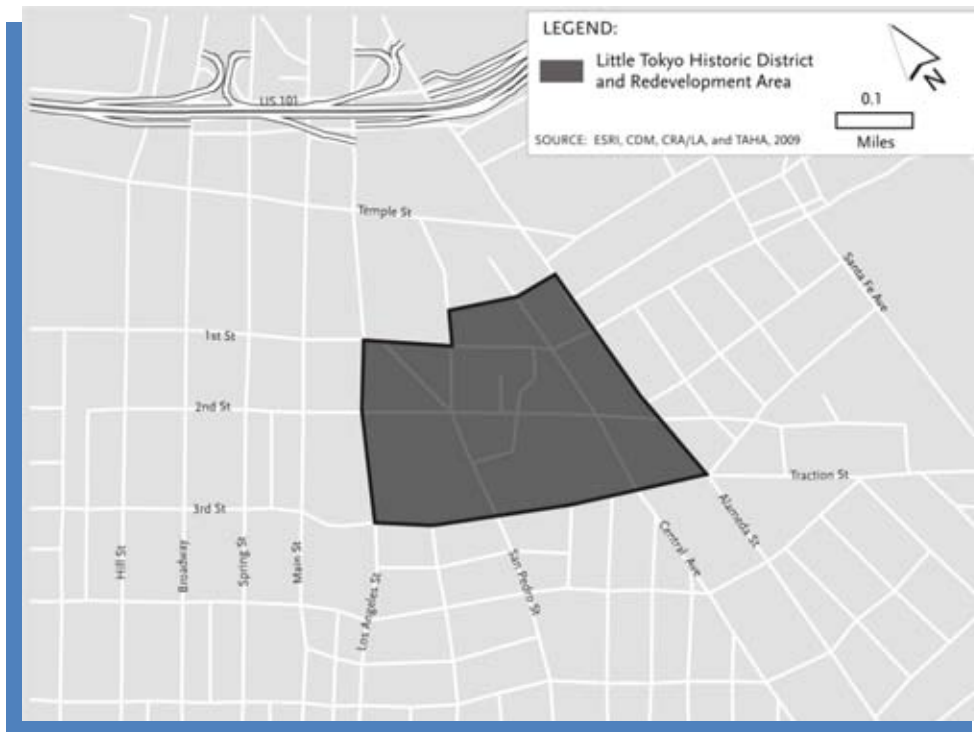 LEGEND:
Little Tokyo Historic District
and Redevelopment Area
N
0.1
Miles
SOURCE: ESRI, CDM, CRA/LA, and TAHA, 2009
US 101
Temple St
Santa Fe Ave
1st St
2nd St
Traction St
3rd St
Alameda St
Central Ave
San Pedro St
Hill St
Broadway
Spring St
Main St
Los Angeles St